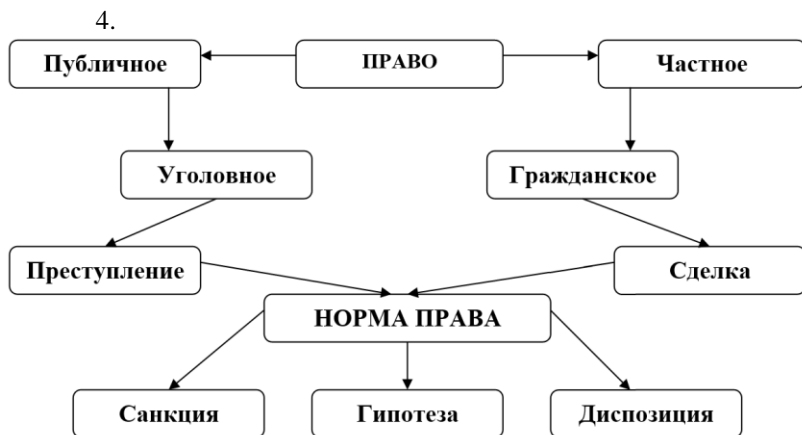 4.
Публичное
ПРАВО
Частное
Уголовное
Гражданское
Преступление
Сделка
НОРМА ПРАВА
Санкция
Гипотеза
Диспозиция